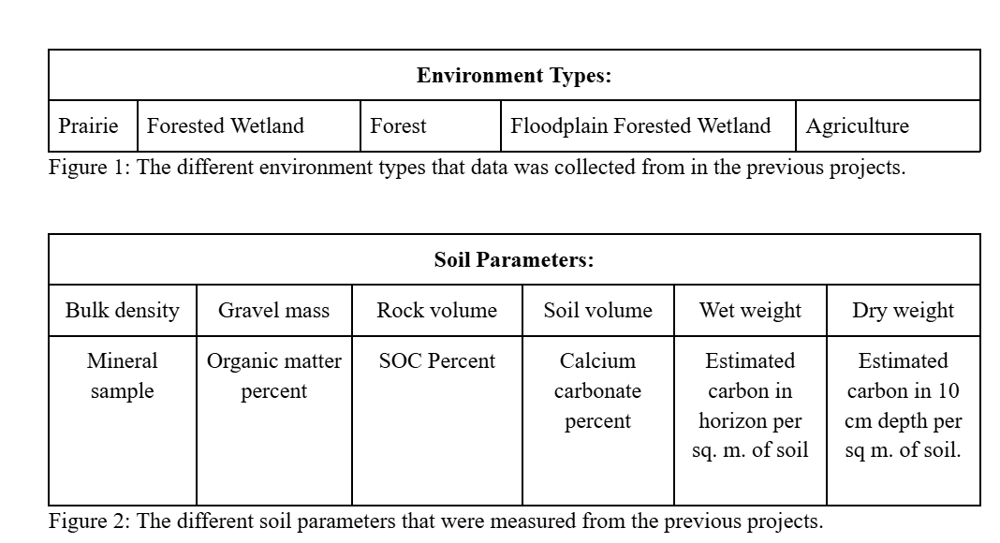 Environment Types:
Prairie Forested Wetland Forest Floodplain Forested Wetland Agriculture
Figure 1: The different environment types that data was collected from in the previous projects.
Soil Parameters:
Bulk density Gravel mass Rock volume Soil volume Wet weight Dry weight
Mineral Organic matter SOC Percent Calcium Estimated Estimated
sample percent carbonate carbon in carbon in 10
percent horizon per cm depth per
sq. m. of soil sq m. of soil.
Figure 2: The different soil parameters that were measured from the previous projects.